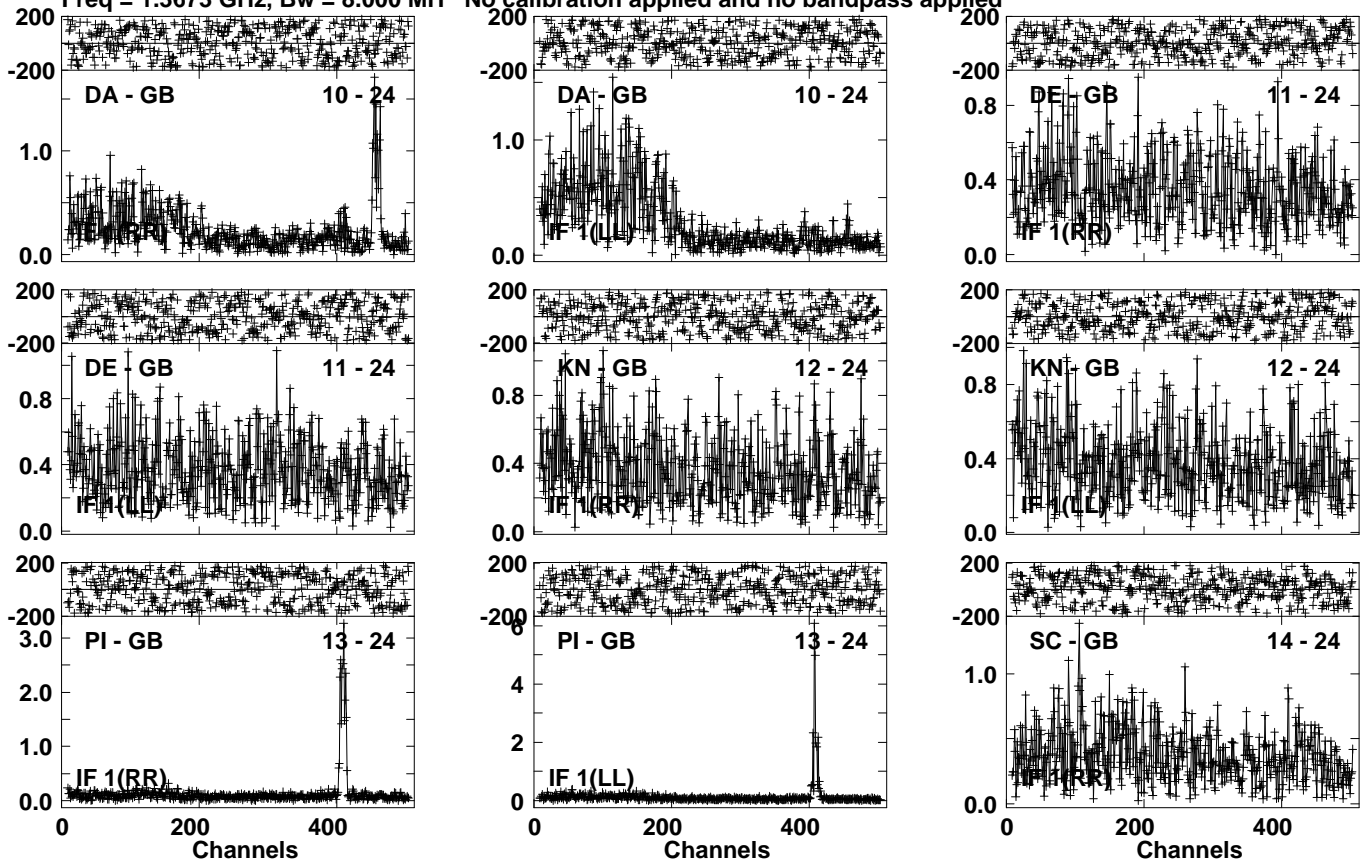 Freq = 1.3673 GHz, Bw = 8.000 MH No calibration applied and no bandpass applied
200 200 200
-200 -200 -200
DA - GB 10 - 24 DA - GB 10 - 24 DE - GB 11 - 24
0.8
1.0 1.0
0.4
IF 1(RR) IF 1(LL) IF 1(RR)
0.0 0.0 0.0
200 200 200
-200 -200 -200
DE - GB 11 - 24 KN - GB 12 - 24 KN - GB 12 - 24
0.8 0.8 0.8
0.4 0.4 0.4
IF 1(LL) IF 1(RR) IF 1(LL)
0.0 0.0 0.0
200 200 200
-200 -200 -200
3.0 PI - GB 13 - 24 6 PI - GB 13 - 24 SC - GB 14 - 24
2.0 4 1.0
1.0 2
IF 1(RR) IF 1(LL) IF 1(RR)
0.0 0 0.0
0 200 400 0 200 400 0 200 400
Channels Channels Channels